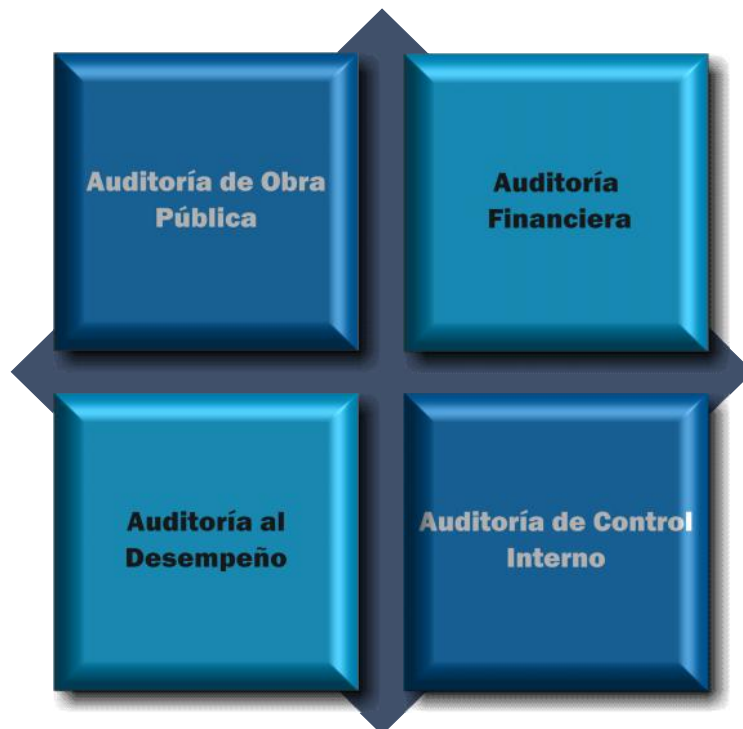 Auditoría de Obra
Pública
Auditoría
Financiera
Auditoría al
Desempeño
Auditoría de Control
Interno